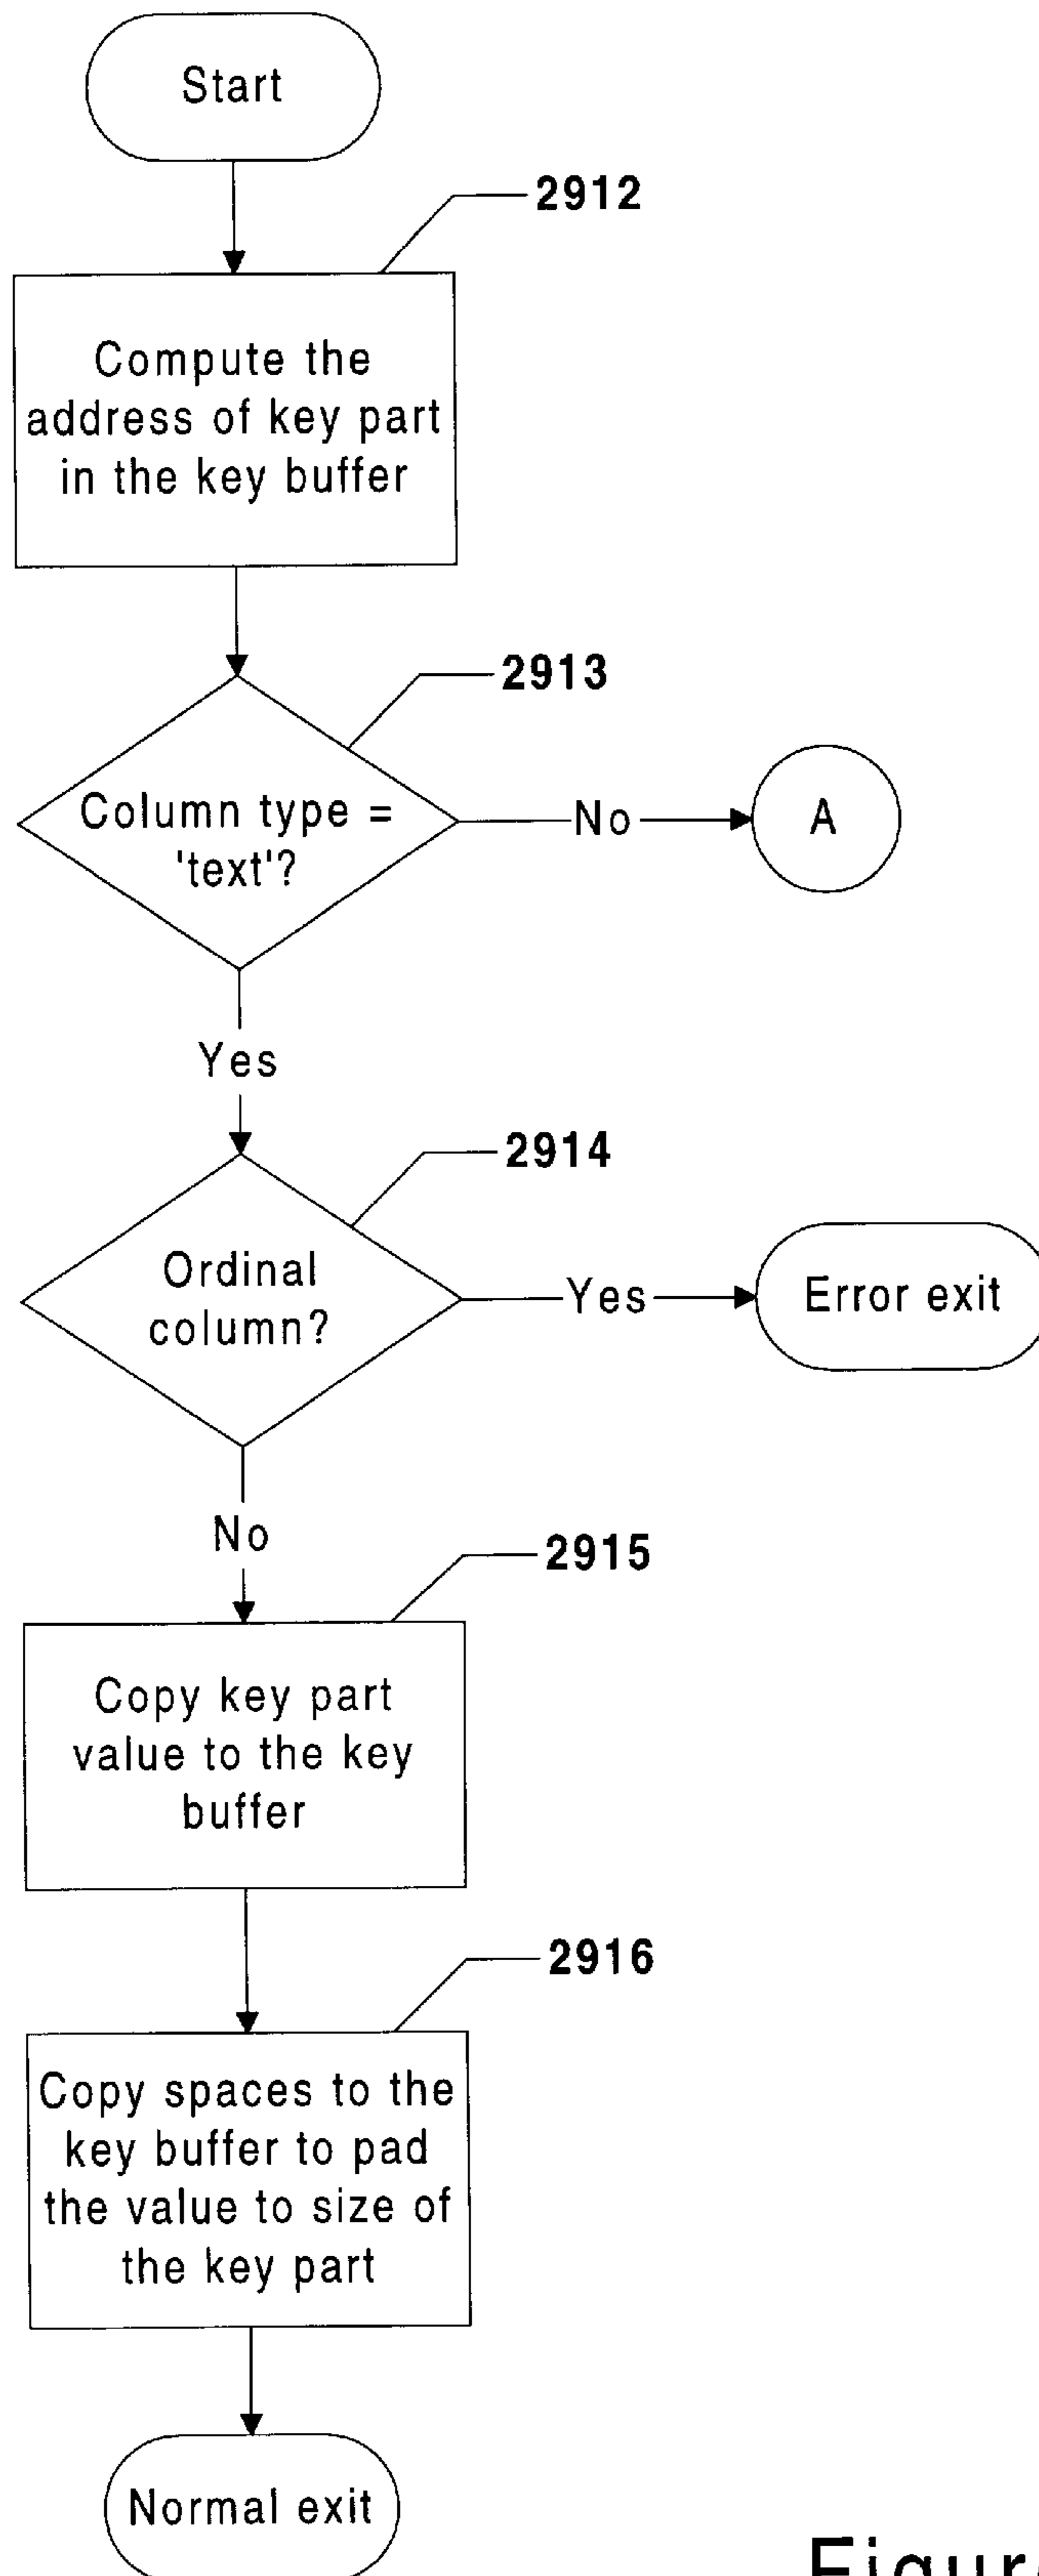 Start
2912
Compute the
address of key part
in the key buffer
2913
Column type =
'text'?
No
A
Yes
2914
Ordinal
column?
Yes
Error exit
No
2915
Copy key part
value to the key
buffer
2916
Copy spaces to the
key buffer to pad
the value to size of
the key part
Normal exit